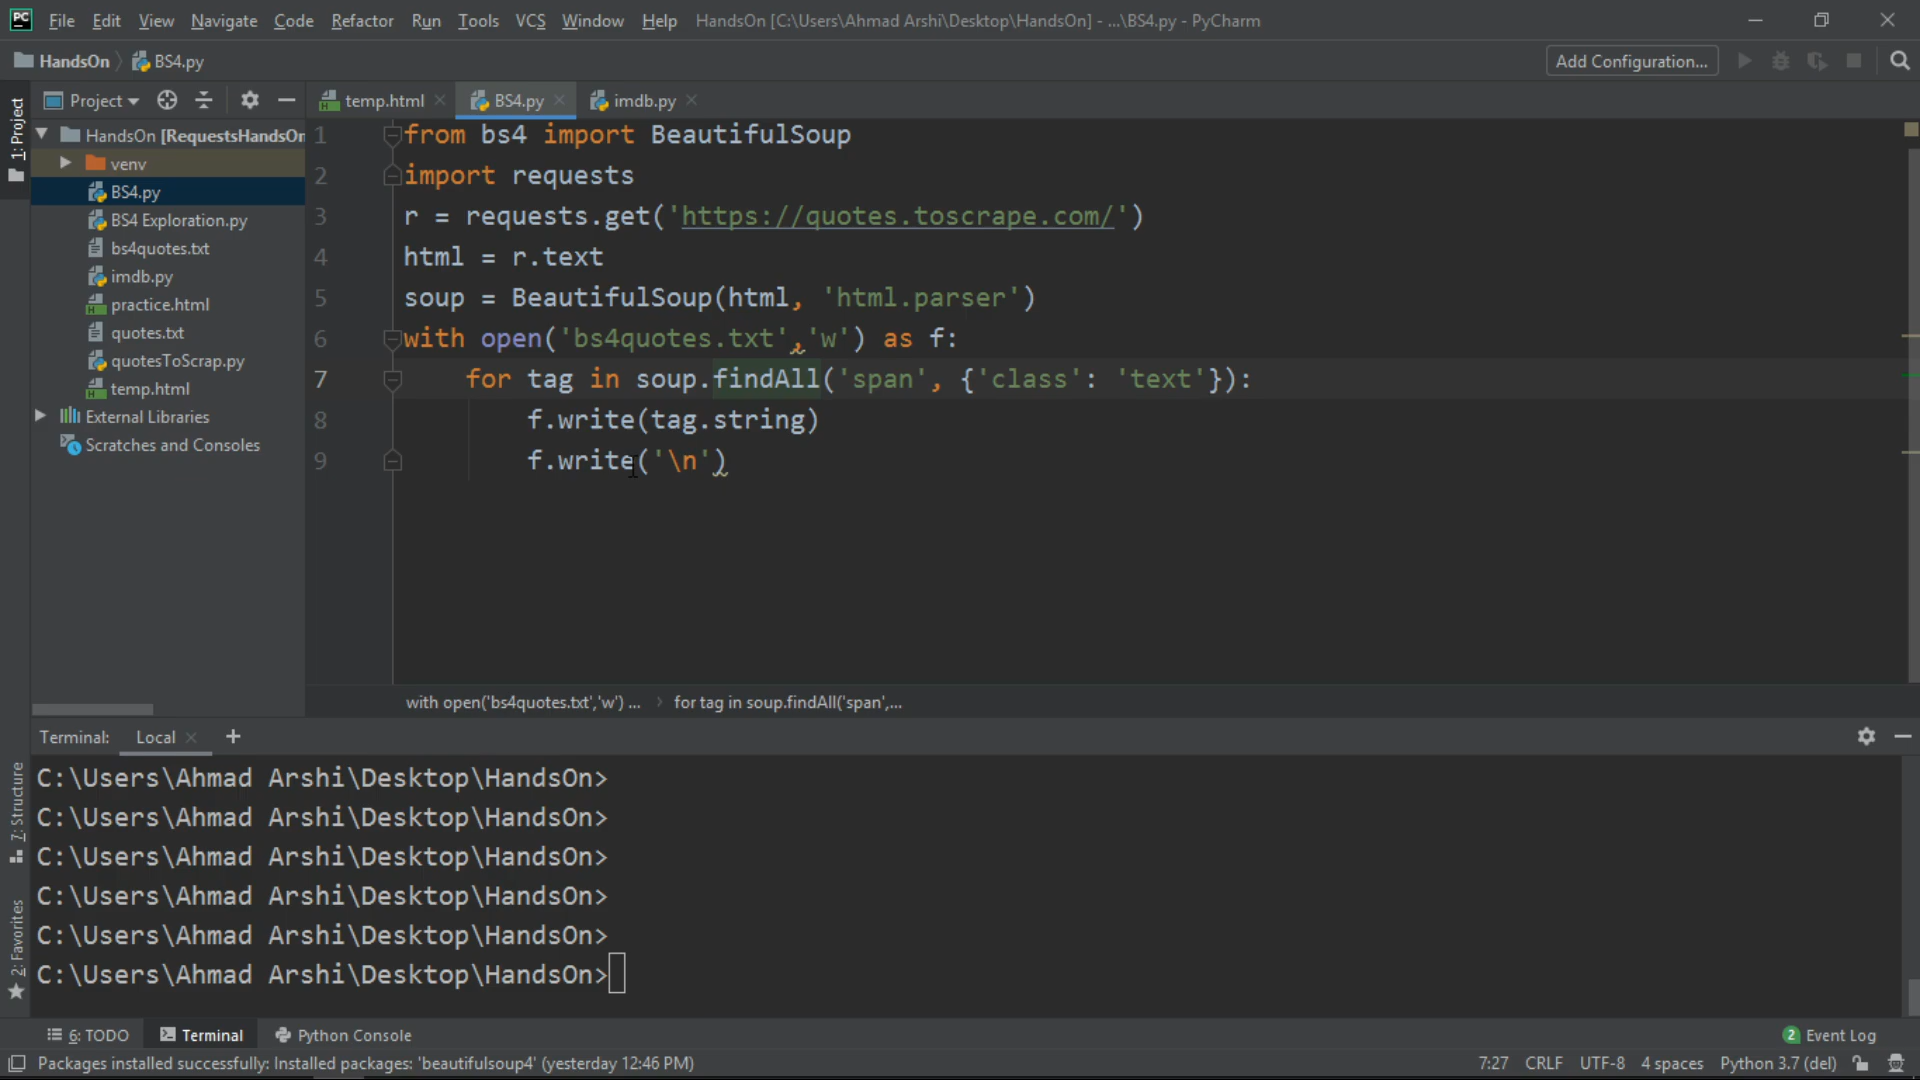 PC File Edit View Navigate Code Refactor Run Tools VCS Window Help HandsOn [C:\Users\Ahmad Arshi\Desktop\HandsOn] - ...\BS4.py - PyCharm
HandsOn BS4.py Add Configuration...
1: Project
Project
temp.html BS4.py imdb.py
HandsOn [RequestsHandsOn
venv
BS4.py
BS4 Exploration.py
bs4quotes.txt
imdb.py
practice.html
quotes.txt
quotesToScrap.py
temp.html
External Libraries
Scratches and Consoles
1 from bs4 import BeautifulSoup
2 import requests
3 r = requests.get('https://quotes.toscrape.com/')
4 html = r.text
5 soup = BeautifulSoup(html, 'html.parser')
6 with open('bs4quotes.txt','w') as f:
7 for tag in soup.findAll('span', {'class': 'text'}):
8 f.write(tag.string)
9 f.write('\n')
with open('bs4quotes.txt','w') ... › for tag in soup.findAll('span',...
Terminal: Local +
7: Structure
2: Favorites
C:\Users\Ahmad Arshi\Desktop\HandsOn>
C:\Users\Ahmad Arshi\Desktop\HandsOn>
C:\Users\Ahmad Arshi\Desktop\HandsOn>
C:\Users\Ahmad Arshi\Desktop\HandsOn>
C:\Users\Ahmad Arshi\Desktop\HandsOn>
C:\Users\Ahmad Arshi\Desktop\HandsOn>
6: TODO Terminal Python Console 2 Event Log
Packages installed successfully: Installed packages: 'beautifulsoup4' (yesterday 12:46 PM) 7:27 CRLF UTF-8 4 spaces Python 3.7 (del)